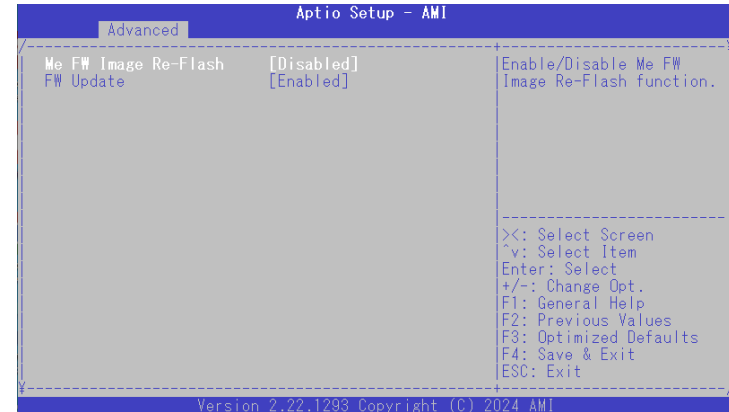 Aptio Setup - AMI
Advanced
Me FW Image Re-Flash [Disabled]
FW Update [Enabled]
Enable/Disable Me FW
Image Re-Flash function.
><: Select Screen
^v: Select Item
Enter: Select
+/-: Change Opt.
F1: General Help
F2: Previous Values
F3: Optimized Defaults
F4: Save & Exit
ESC: Exit
Version 2.22.1293 Copyright (C) 2024 AMI